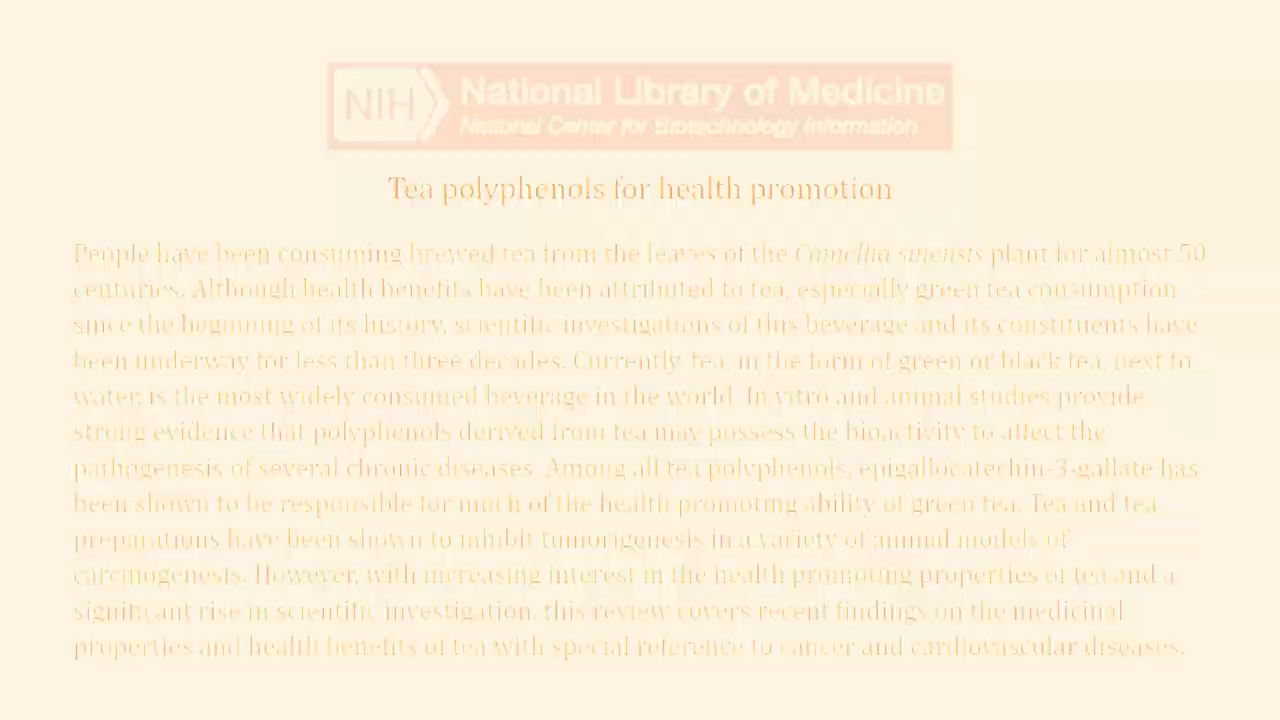 NIH National Library of Medicine
National Center for Biotechnology Information
Tea polyphenols for health promotion
People have been consuming brewed tea from the leaves of the Camellia sinensis plant for almost 50
centuries. Although health benefits have been attributed to tea, especially green tea consumption
since the beginning of its history, scientific investigations of this beverage and its constituents have
been underway for less than three decades. Currently, tea, in the form of green or black tea, next to
water, is the most widely consumed beverage in the world. In vitro and animal studies provide
strong evidence that polyphenols derived from tea may possess the bioactivity to affect the
pathogenesis of several chronic diseases. Among all tea polyphenols, epigallocatechin-3-gallate has
been shown to be responsible for much of the health promoting ability of green tea. Tea and tea
preparations have been shown to inhibit tumorigenesis in a variety of animal models of
carcinogenesis. However, with increasing interest in the health promoting properties of tea and a
significant rise in scientific investigation, this review covers recent findings on the medicinal
properties and health benefits of tea with special reference to cancer and cardiovascular diseases.